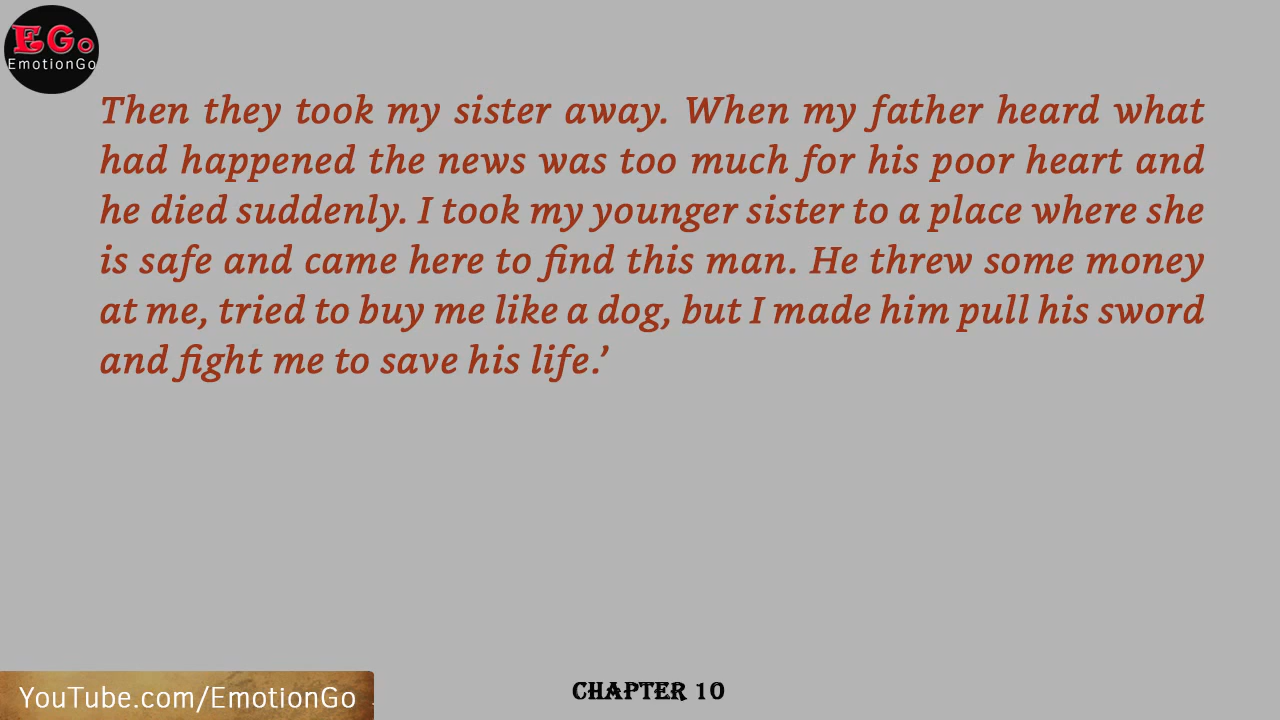 EGo
EmotionGo
Then they took my sister away. When my father heard what
had happened the news was too much for his poor heart and
he died suddenly. I took my younger sister to a place where she
is safe and came here to find this man. He threw some money
at me, tried to buy me like a dog, but I made him pull his sword
and fight me to save his life.’
YouTube.com/EmotionGo
CHAPTER 10